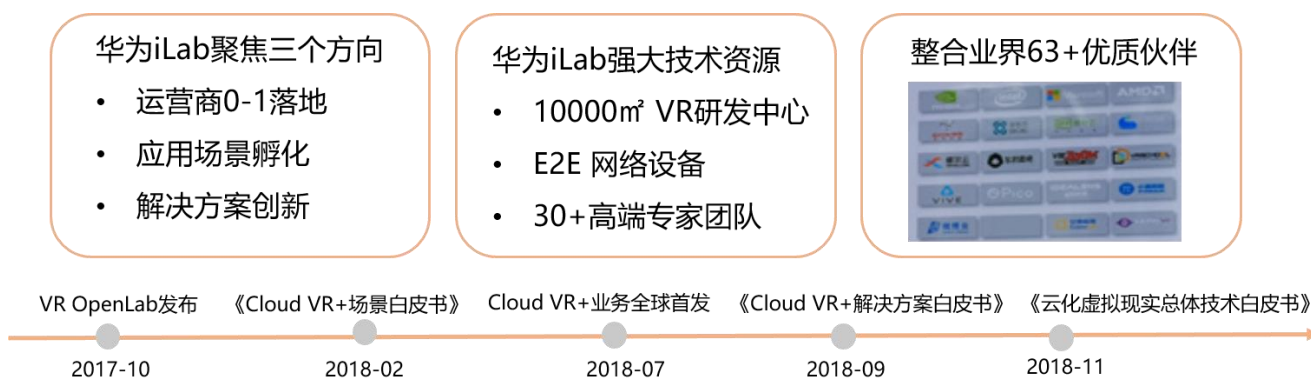 华为iLab聚焦三个方向
• 运营商0-1落地
• 应用场景孵化
• 解决方案创新
华为iLab强大技术资源
• 10000㎡ VR研发中心
• E2E 网络设备
• 30+高端专家团队
整合业界63+优质伙伴
Microsoft AMD
VIVE Pico IDEALENS
VR OpenLab发布 《Cloud VR+场景白皮书》 Cloud VR+业务全球首发 《Cloud VR+解决方案白皮书》 《云化虚拟现实总体技术白皮书》
2017-10 2018-02 2018-07 2018-09 2018-11